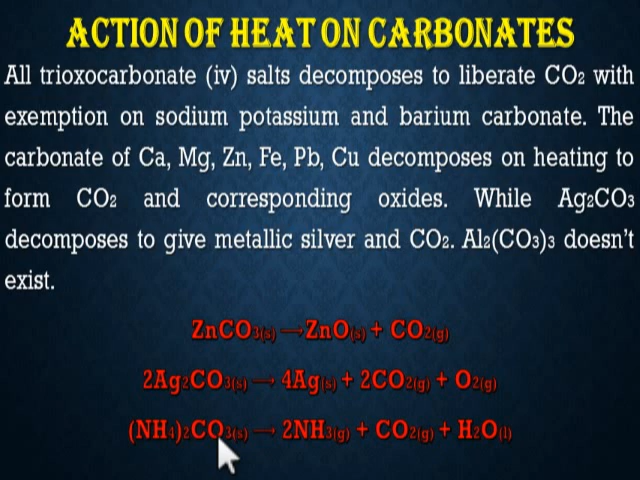 ACTION OF HEAT ON CARBONATES
All trioxocarbonate (iv) salts decomposes to liberate CO2 with
exemption on sodium potassium and barium carbonate. The
carbonate of Ca, Mg, Zn, Fe, Pb, Cu decomposes on heating to
form CO2 and corresponding oxides. While Ag2CO3
decomposes to give metallic silver and CO2. Al2(CO3)3 doesn't
exist.
ZnCO3(s) → ZnO(s) + CO2(g)
2Ag2CO3(s) → 4Ag(s) + 2CO2(g) + O2(g)
(NH4)2CO3(s) → 2NH3(g) + CO2(g) + H2O(l)